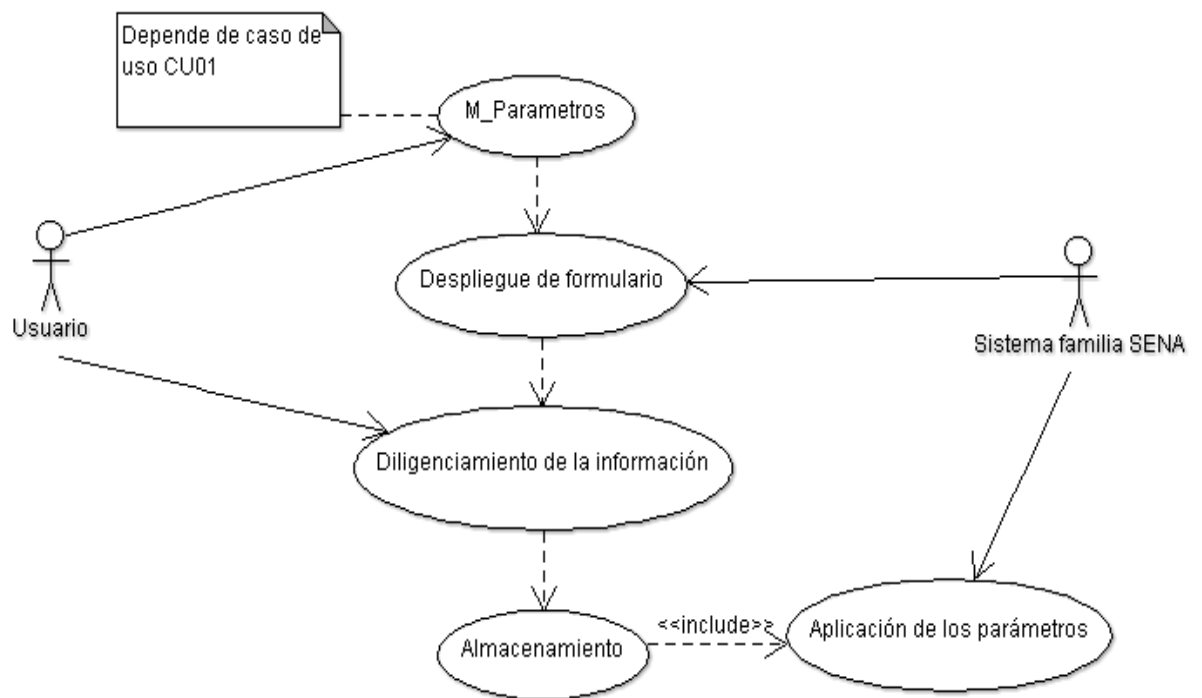 Depende de caso de
uso CU01
M_Parametros
Despliegue de formulario
Usuario
Sistema familia SENA
Diligenciamiento de la información
<<include>>
Aplicación de los parámetros
Almacenamiento